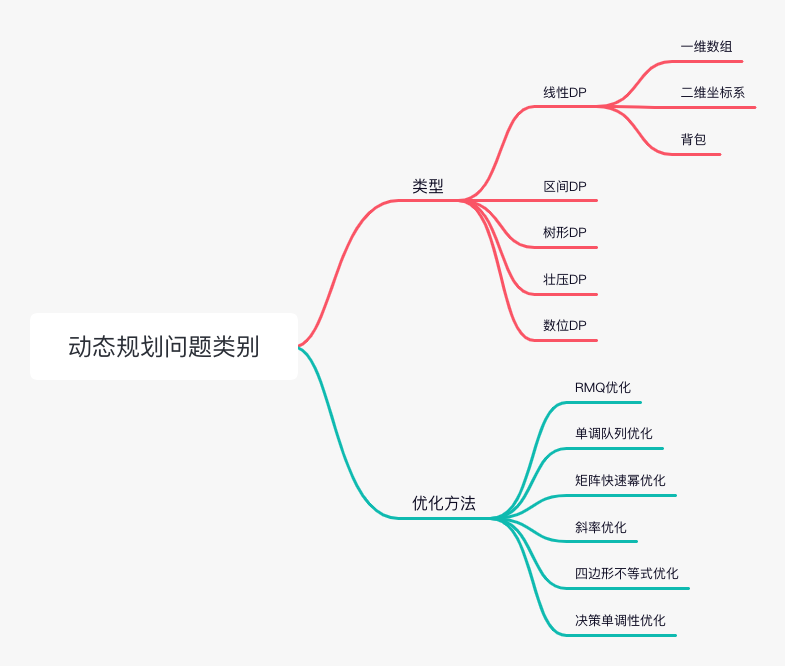 动态规划问题类别
类型
线性DP
一维数组
二维坐标系
背包
区间DP
树形DP
壮压DP
数位DP
优化方法
RMQ优化
单调队列优化
矩阵快速幂优化
斜率优化
四边形不等式优化
决策单调性优化